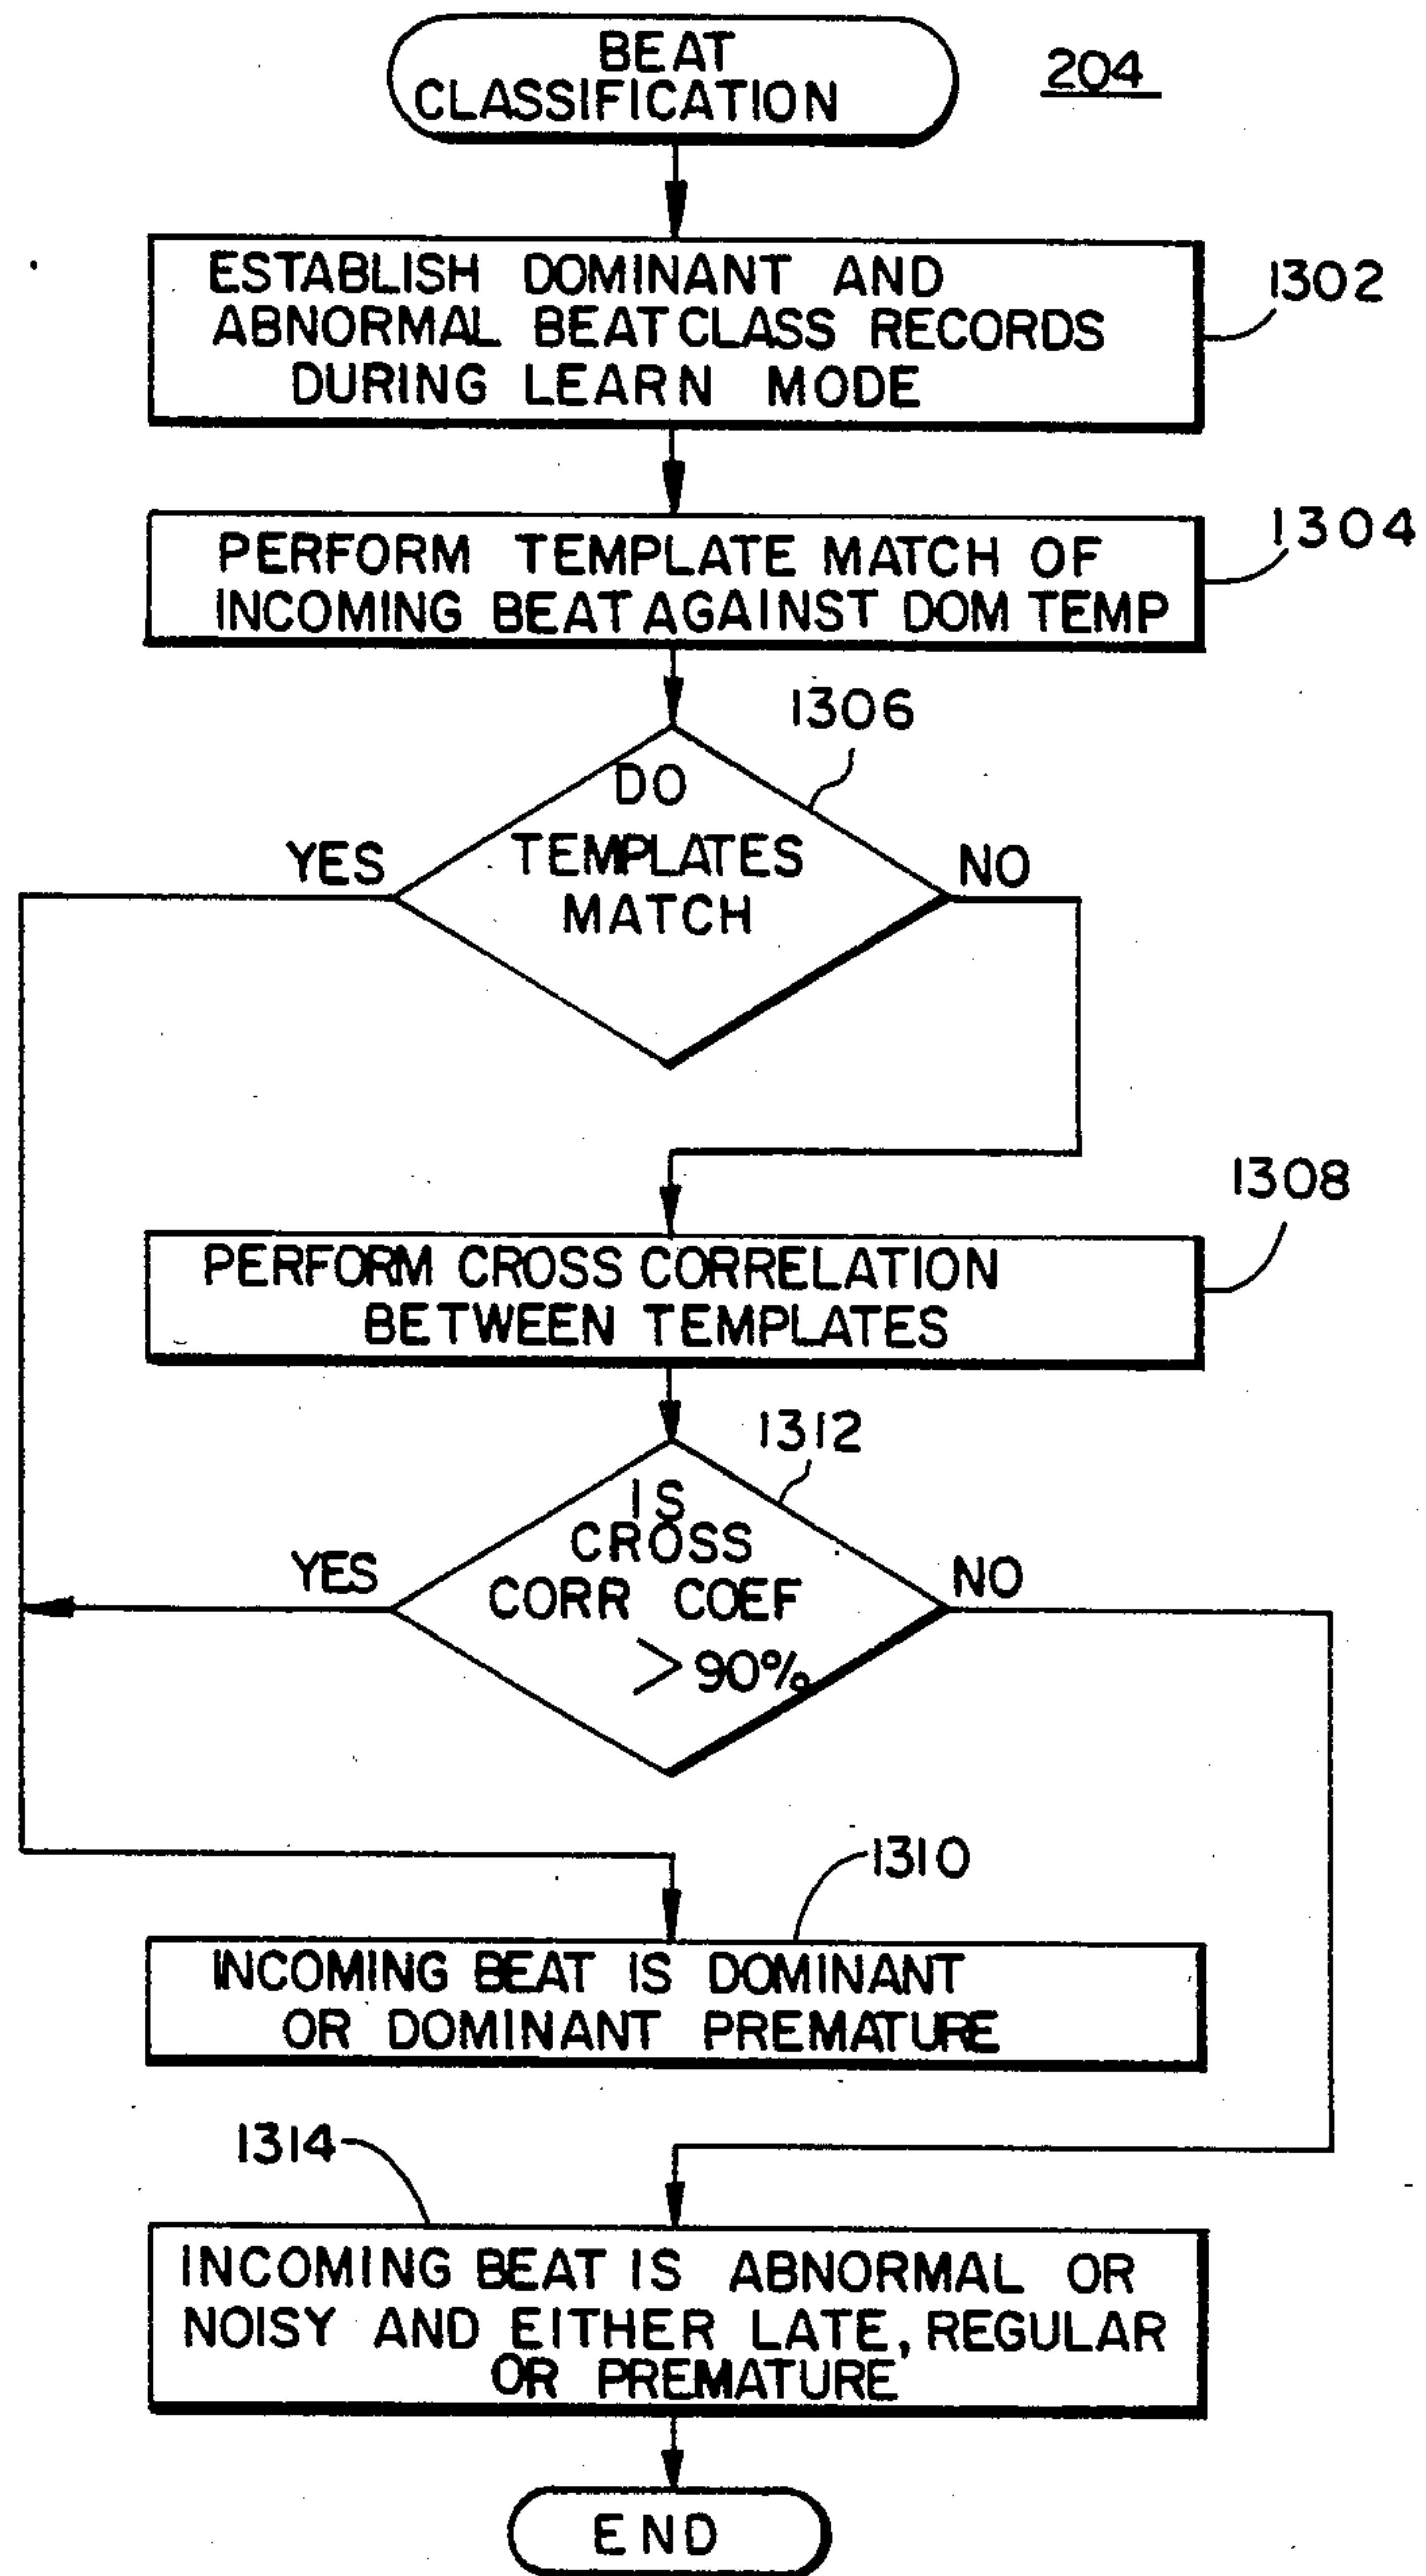 BEAT
CLASSIFICATION
204
ESTABLISH DOMINANT AND
ABNORMAL BEAT CLASS RECORDS
DURING LEARN MODE
1302
PERFORM TEMPLATE MATCH OF
INCOMING BEAT AGAINST DOM TEMP
1304
1306
DO
TEMPLATES
MATCH
YES
NO
1308
PERFORM CROSS CORRELATION
BETWEEN TEMPLATES
1312
IS
CROSS
CORR COEF
>90%
YES
NO
1310
INCOMING BEAT IS DOMINANT
OR DOMINANT PREMATURE
1314
INCOMING BEAT IS ABNORMAL OR
NOISY AND EITHER LATE, REGULAR
OR PREMATURE
END